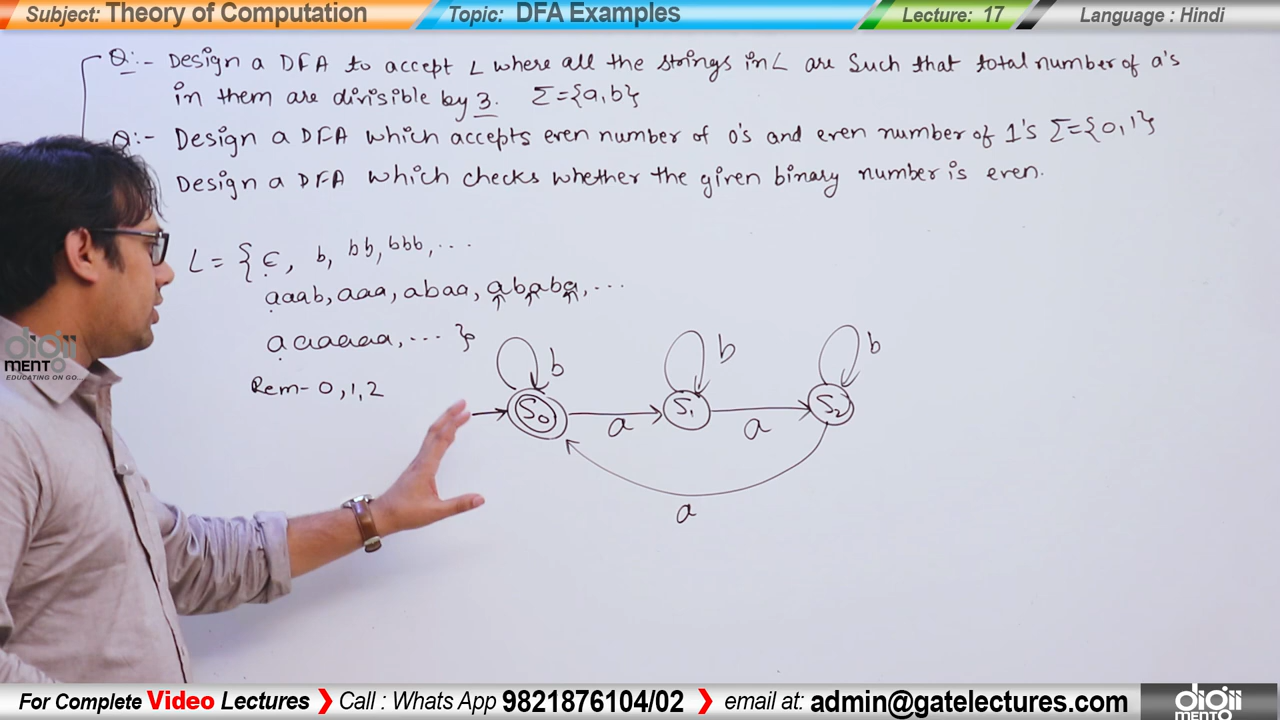 Subject: Theory of Computation
Topic: DFA Examples
Lecture: 17
Language : Hindi
Q:- Design a DFA to accept L where all the strings in L are Such that total number of a's
in them are divisible by 3. Σ={a,b}
Q:- Design a DFA which accepts even number of 0's and even number of 1's Σ={0,1}
Design a DFA which checks whether the given binary number is even.
L = { ε, b, bb, bbb, ...
aaab, aaa, abaa, ababa, ...
aaaaaa, ... }
Rem- 0,1,2
b
b
b
S0
S1
S2
a
a
a
digii
MENTO
EDUCATING ON GO...
For Complete Video Lectures ❯ Call : Whats App 9821876104/02 ❯ email at: admin@gatelectures.com
digii
MENTO